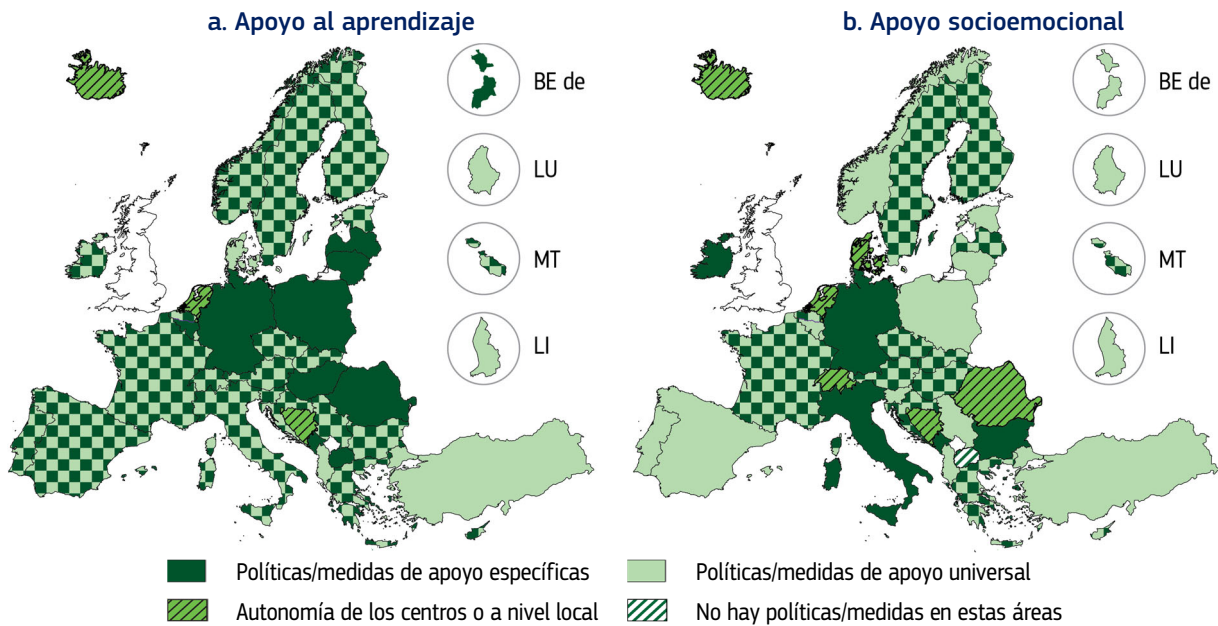 a. Apoyo al aprendizaje
b. Apoyo socioemocional
BE de
LU
MT
LI
BE de
LU
MT
LI
Políticas/medidas de apoyo específicas
Políticas/medidas de apoyo universal
Autonomía de los centros o a nivel local
No hay políticas/medidas en estas áreas